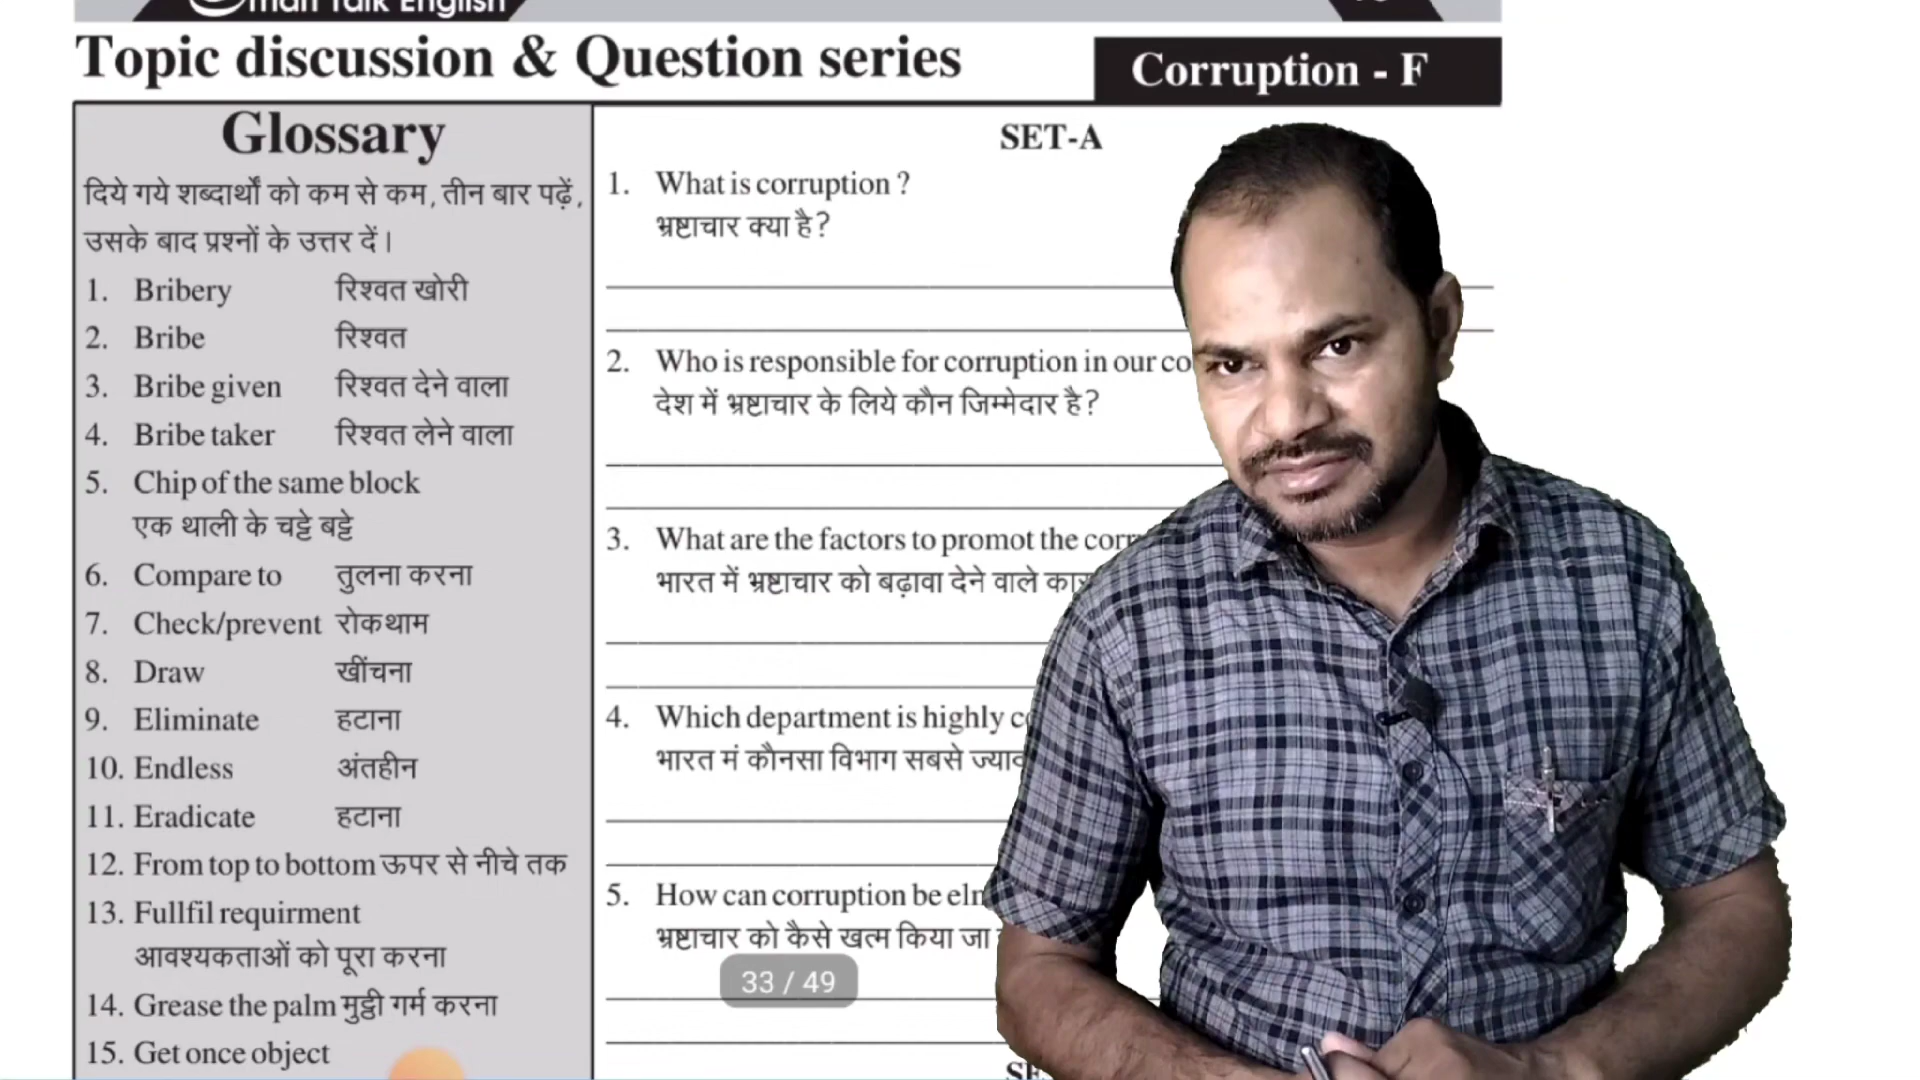 Talk English
Topic discussion & Question series
Corruption - F
Glossary
दिये गये शब्दार्थों को कम से कम, तीन बार पढ़ें,
उसके बाद प्रश्नों के उत्तर दें।
1. Bribery रिश्वत खोरी
2. Bribe रिश्वत
3. Bribe given रिश्वत देने वाला
4. Bribe taker रिश्वत लेने वाला
5. Chip of the same block
एक थाली के चट्टे बट्टे
6. Compare to तुलना करना
7. Check/prevent रोकथाम
8. Draw खींचना
9. Eliminate हटाना
10. Endless अंतहीन
11. Eradicate हटाना
12. From top to bottom ऊपर से नीचे तक
13. Fullfil requirment
आवश्यकताओं को पूरा करना
14. Grease the palm मुट्ठी गर्म करना
15. Get once object
SET-A
1. What is corruption ?
भ्रष्टाचार क्या है?
2. Who is responsible for corruption in our
देश में भ्रष्टाचार के लिये कौन जिम्मेदार है?
3. What are the factors to promot the
भारत में भ्रष्टाचार को बढ़ावा देने वाले
4. Which department is highly
भारत मं कौनसा विभाग सबसे
5. How can corruption be
भ्रष्टाचार को कैसे खत्म किया जा
33 / 49